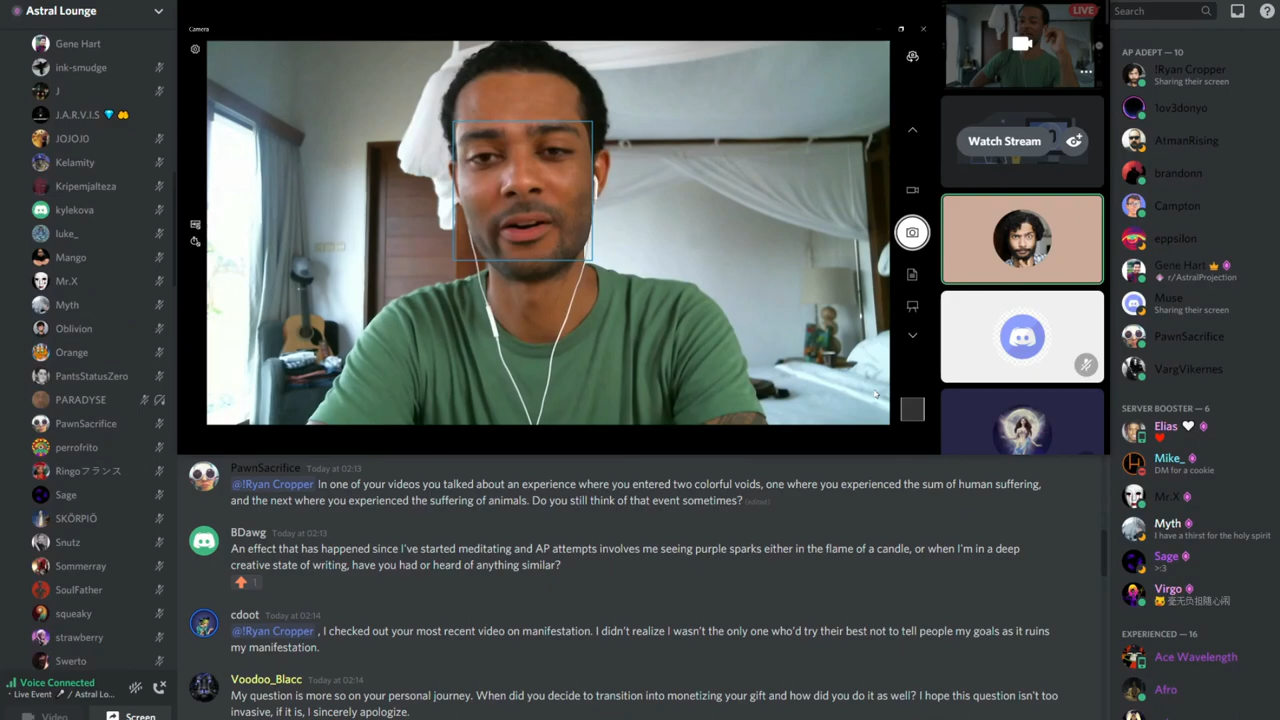 Astral Lounge
Gene Hart
ink-smudge
J
J.A.R.V.I.S
JOJOJ0
Kelamity
Kripemjalteza
kylekova
luke_
Mango
Mr.X
Myth
Oblivion
Orange
PantsStatusZero
PARADYSE
PawnSacrifice
perrofrito
Ringoフランス
Sage
SKÖRPIÖ
Snutz
Sommerray
SoulFather
squeaky
strawberry
Swerto
Voice Connected
Live Event / Astral Lo...
Video
Screen
Camera
LIVE
Watch Stream
PawnSacrifice Today at 02:13
@!Ryan Cropper In one of your videos you talked about an experience where you entered two colorful voids, one where you experienced the sum of human suffering,
and the next where you experienced the suffering of animals. Do you still think of that event sometimes? (edited)
BDawg Today at 02:13
An effect that has happened since I've started meditating and AP attempts involves me seeing purple sparks either in the flame of a candle, or when I'm in a deep
creative state of writing, have you had or heard of anything similar?
1
cdoot Today at 02:14
@!Ryan Cropper , I checked out your most recent video on manifestation. I didn't realize I wasn't the only one who'd try their best not to tell people my goals as it ruins
my manifestation.
Voodoo_Blacc Today at 02:14
My question is more so on your personal journey. When did you decide to transition into monetizing your gift and how did you do it as well? I hope this question isn't too
invasive, if it is, I sincerely apologize.
Search
AP ADEPT — 10
!Ryan Cropper
Sharing their screen
1ov3donyo
AtmanRising
brandonn
Campton
eppsilon
Gene Hart
r/AstralProjection
Muse
Sharing their screen
PawnSacrifice
VargVikernes
SERVER BOOSTER — 6
Elias
Mike_
DM for a cookie
Mr.X
Myth
I have a thirst for the holy spirit
Sage
>:3
Virgo
毫无负担随心闹
EXPERIENCED — 16
Ace Wavelength
Afro